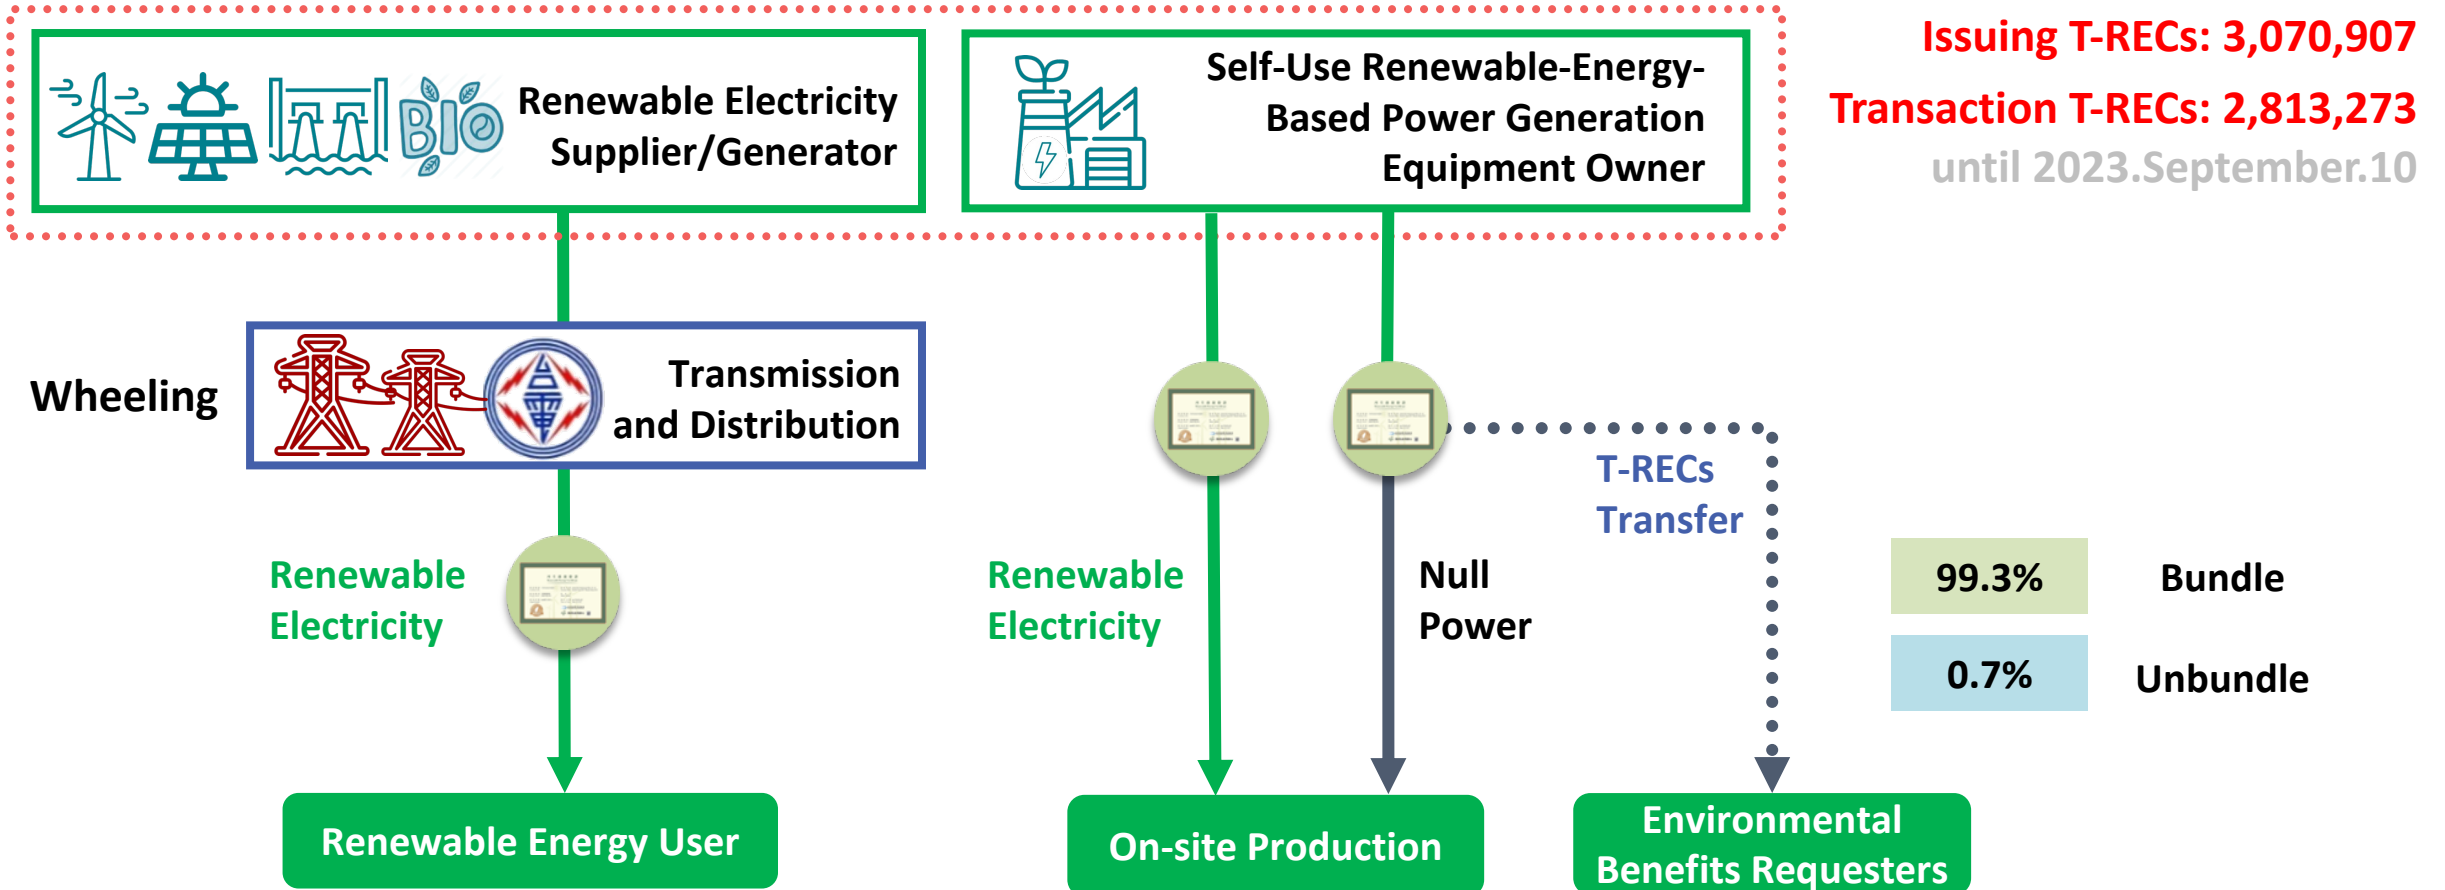 Issuing T-RECs: 3,070,907
Transaction T-RECs: 2,813,273
until 2023.September.10
BIO
Renewable Electricity
Supplier/Generator
Self-Use Renewable-Energy-
Based Power Generation
Equipment Owner
Wheeling
Transmission
and Distribution
T-RECs
Transfer
Renewable
Electricity
Renewable
Electricity
Null
Power
99.3%
Bundle
0.7%
Unbundle
Renewable Energy User
On-site Production
Environmental
Benefits Requesters